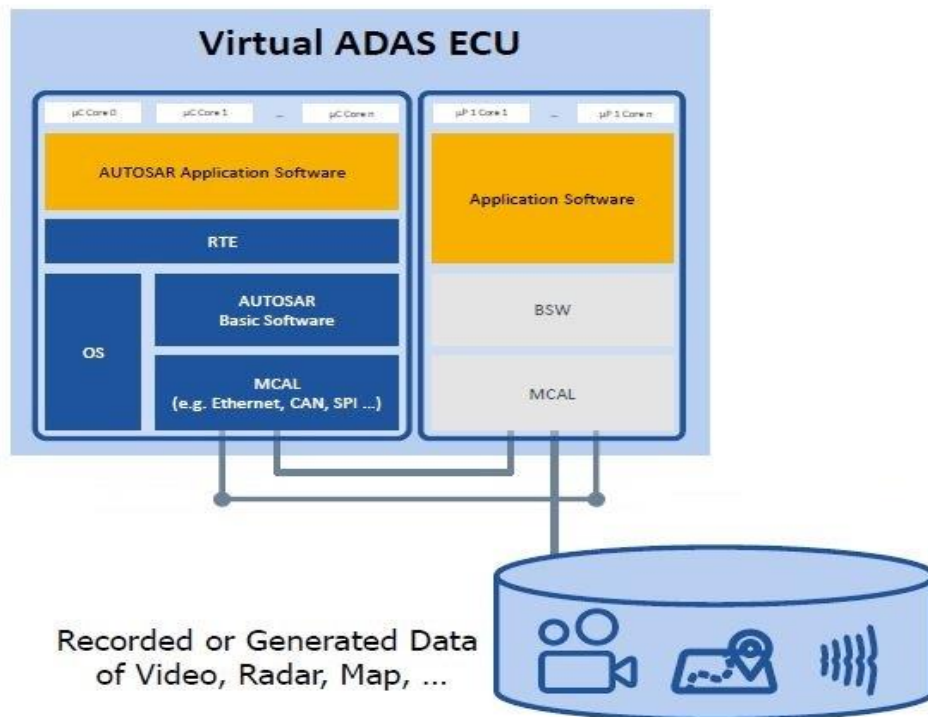 Virtual ADAS ECU
µC Core 0
µC Core 1
...
µC Core n
µP 1 Core 1
...
µP 1 Core n
AUTOSAR Application Software
RTE
OS
AUTOSAR
Basic Software
MCAL
(e.g. Ethernet, CAN, SPI ...)
Application Software
BSW
MCAL
Recorded or Generated Data
of Video, Radar, Map, ...